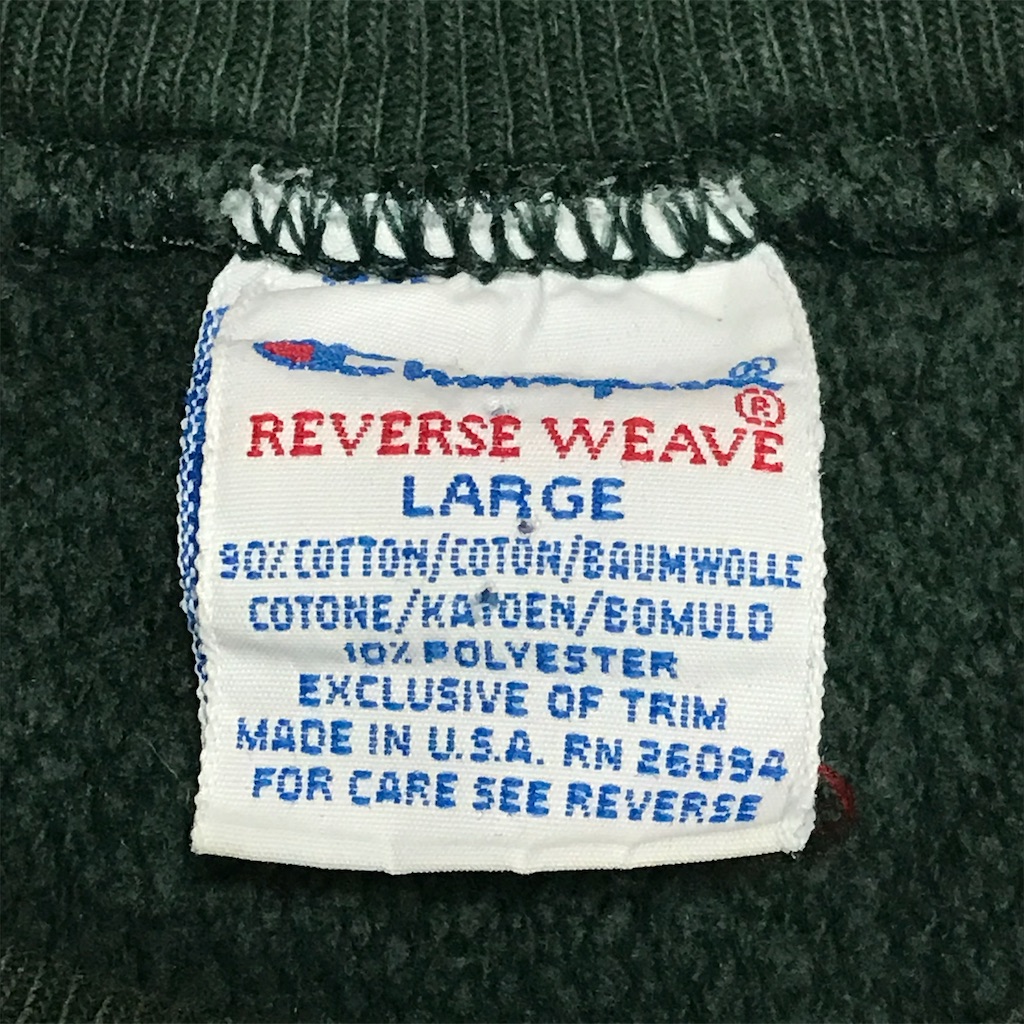 Champion
REVERSE WEAVE®
LARGE
90% COTTON/COTON/BAUMWOLLE
COTONE/KATOEN/BOMULD
10% POLYESTER
EXCLUSIVE OF TRIM
MADE IN U.S.A. RN 26094
FOR CARE SEE REVERSE